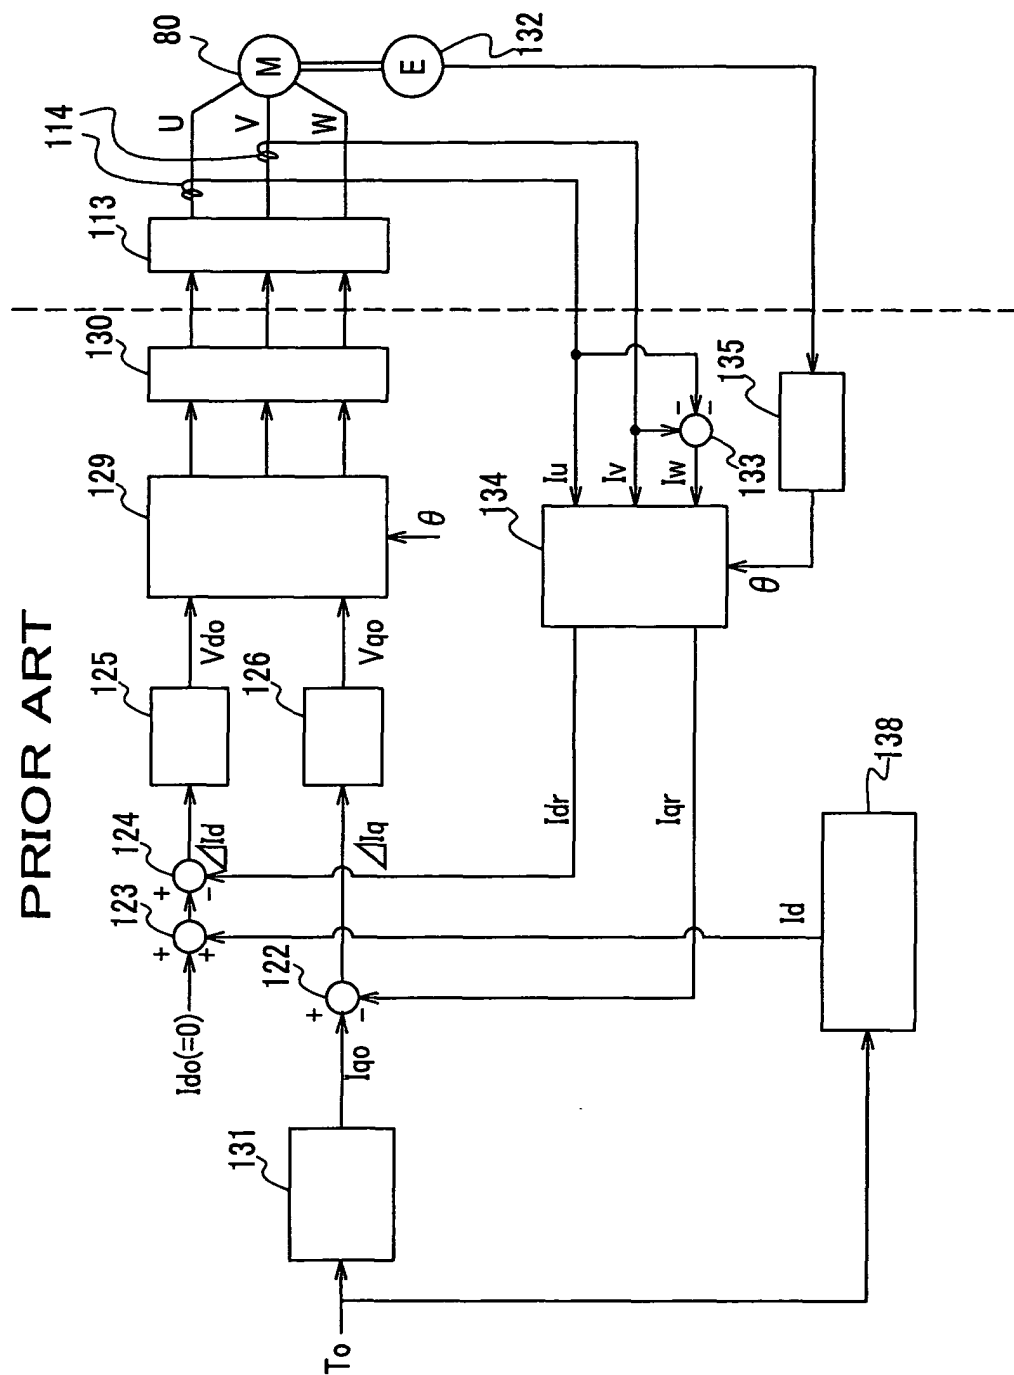 PRIOR ART
80
U
V
W
M
E
132
114
113
130
129
θ
Vdo
Vqo
125
126
124
123
122
+
-
ΔId
+
+
Ido(=0)
+
-
ΔIq
Iqo
131
To
Iu
Iv
Iw
-
-
133
134
135
θ
Idr
Iqr
Id
138